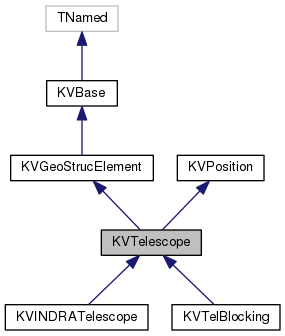 TNamed
KVBase
KVGeoStrucElement
KVPosition
KVTelescope
KVINDRATelescope
KVTelBlocking